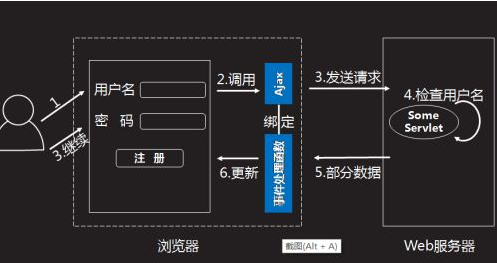 1
3.继续
用户名
密 码
注 册
2.调用
Ajax
绑定
事件处理函数
6.更新
3.发送请求
4.检查用户名
Some
Servlet
5.部分数据
浏览器
截图(Alt + A)
Web服务器